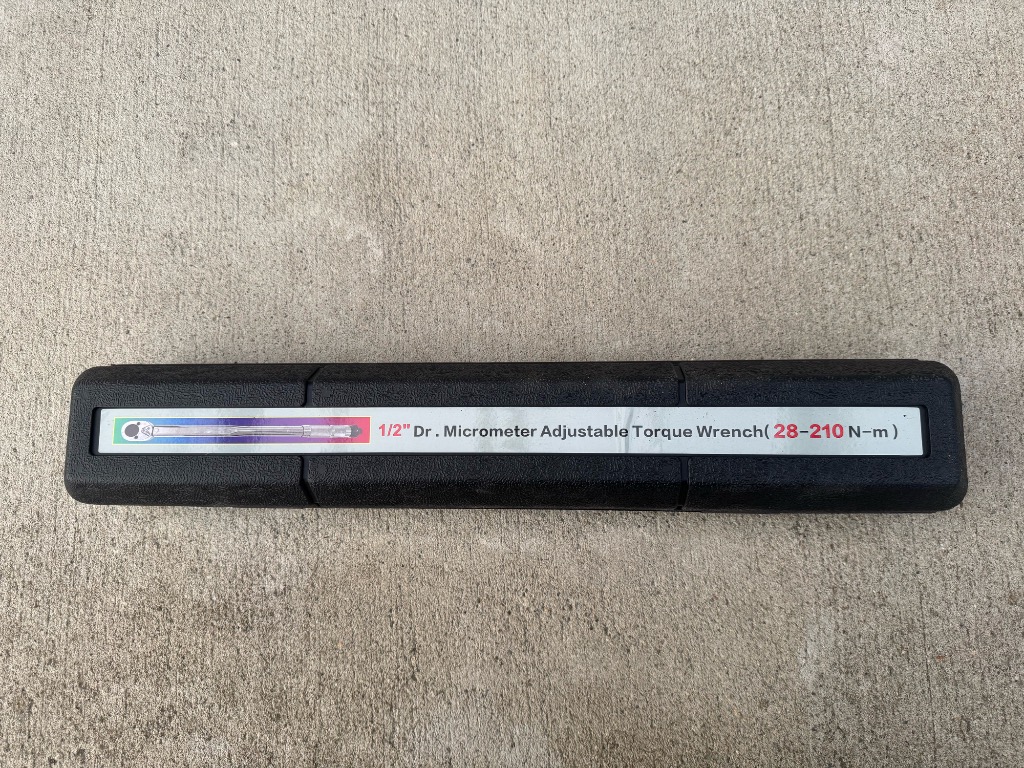 1/2" Dr. Micrometer Adjustable Torque Wrench( 28-210 N-m )